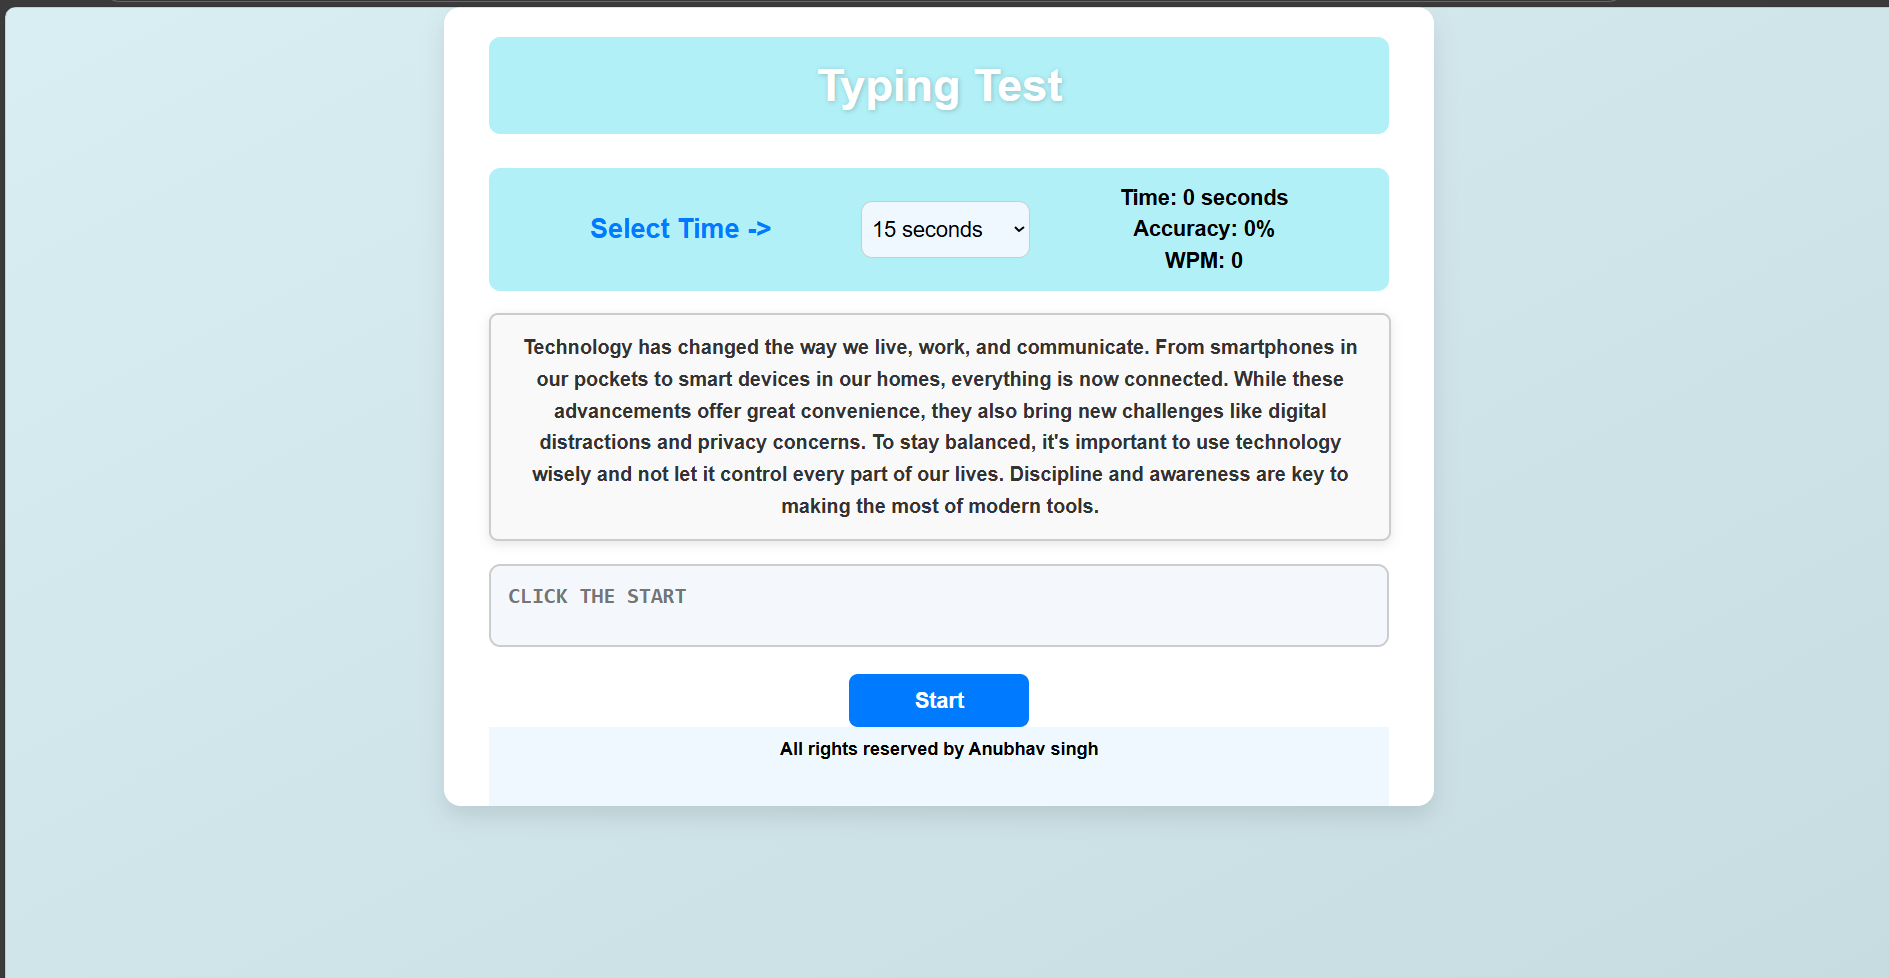 Typing Test
Select Time ->
15 seconds
Time: 0 seconds
Accuracy: 0%
WPM: 0
Technology has changed the way we live, work, and communicate. From smartphones in
our pockets to smart devices in our homes, everything is now connected. While these
advancements offer great convenience, they also bring new challenges like digital
distractions and privacy concerns. To stay balanced, it's important to use technology
wisely and not let it control every part of our lives. Discipline and awareness are key to
making the most of modern tools.
CLICK THE START
Start
All rights reserved by Anubhav singh